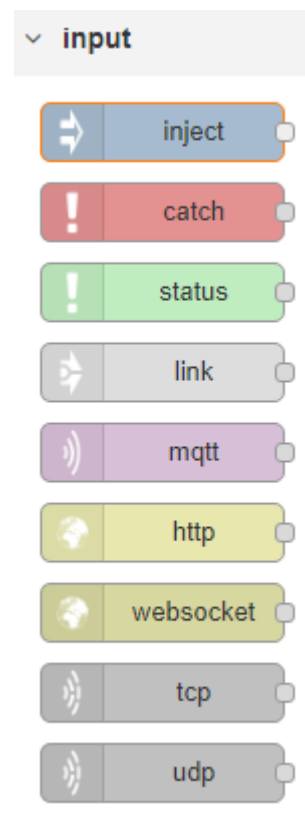 input
inject
catch
status
link
mqtt
http
websocket
tcp
udp